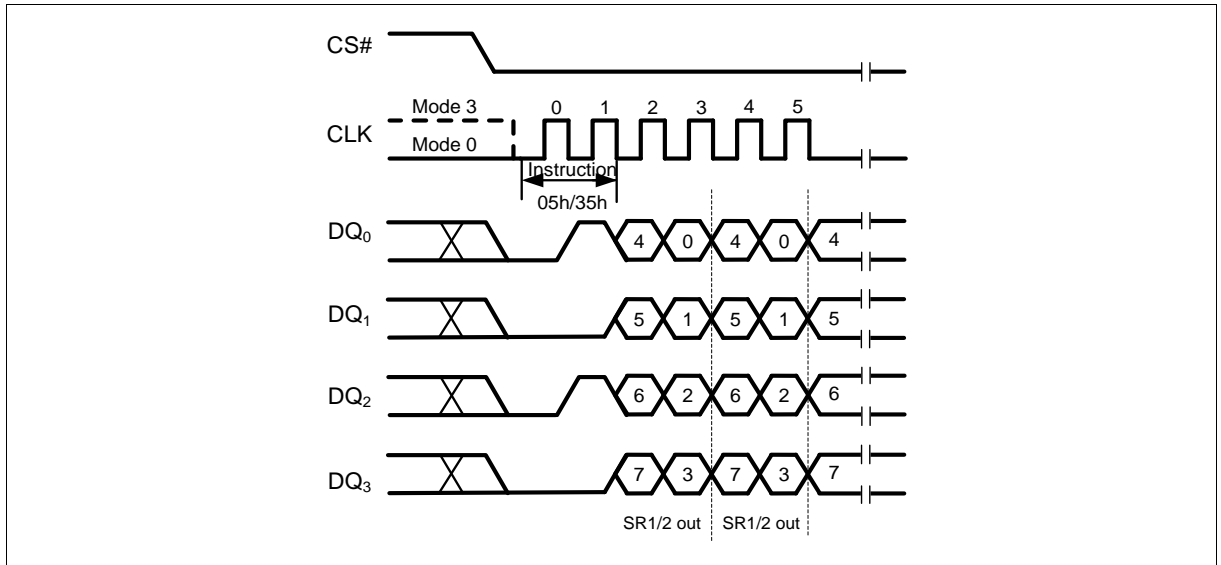 CS#
Mode 3 0 1 2 3 4 5
CLK
Mode 0
Instruction
05h/35h
DQ0 4 0 4 0 4
DQ1 5 1 5 1 5
DQ2 6 2 6 2 6
DQ3 7 3 7 3 7
SR1/2 out SR1/2 out